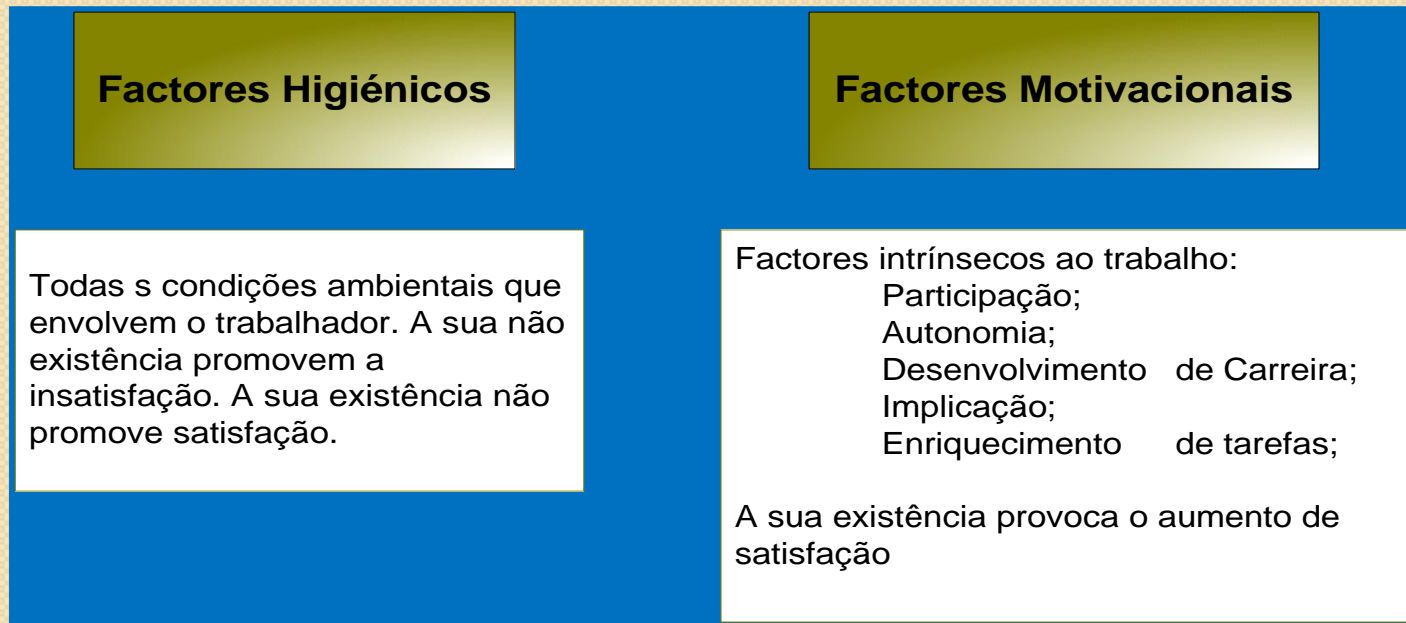 Factores Higiénicos
Todas s condições ambientais que
envolvem o trabalhador. A sua não
existência promovem a
insatisfação. A sua existência não
promove satisfação.
Factores Motivacionais
Factores intrínsecos ao trabalho:
Participação;
Autonomia;
Desenvolvimento de Carreira;
Implicação;
Enriquecimento de tarefas;
A sua existência provoca o aumento de
satisfação